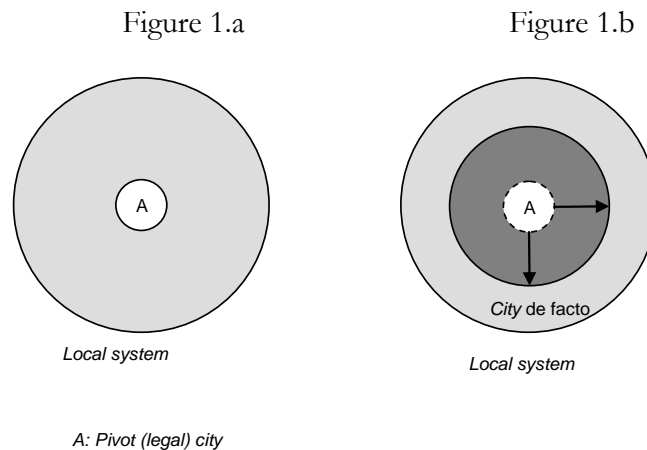 Figure 1.a
Figure 1.b
A
A
City de facto
Local system
Local system
A: Pivot (legal) city